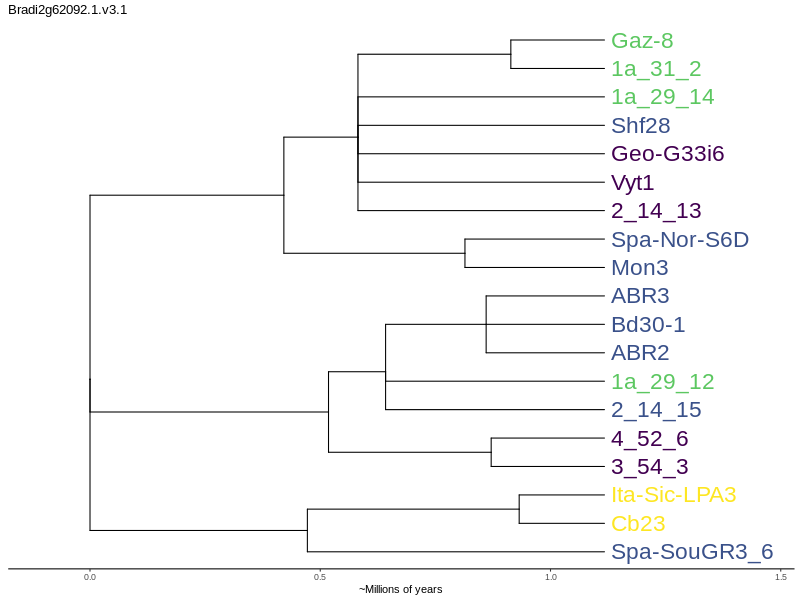 Bradi2g62092.1.v3.1
Gaz-8
1a_31_2
1a_29_14
Shf28
Geo-G33i6
Vyt1
2_14_13
Spa-Nor-S6D
Mon3
ABR3
Bd30-1
ABR2
1a_29_12
2_14_15
4_52_6
3_54_3
Ita-Sic-LPA3
Cb23
Spa-SouGR3_6
0.0 0.5 1.0 1.5
~Millions of years